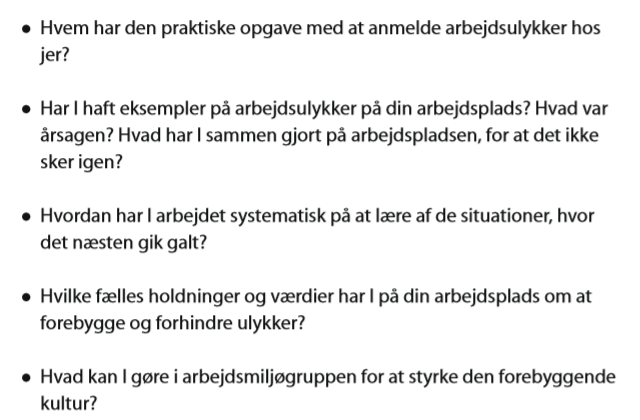 • Hvem har den praktiske opgave med at anmelde arbejdsulykker hos
jer?
• Har I haft eksempler på arbejdsulykker på din arbejdsplads? Hvad var
årsagen? Hvad har I sammen gjort på arbejdspladsen, for at det ikke
sker igen?
• Hvordan har I arbejdet systematisk på at lære af de situationer, hvor
det næsten gik galt?
• Hvilke fælles holdninger og værdier har I på din arbejdsplads om at
forebygge og forhindre ulykker?
• Hvad kan I gøre i arbejdsmiljøgruppen for at styrke den forebyggende
kultur?